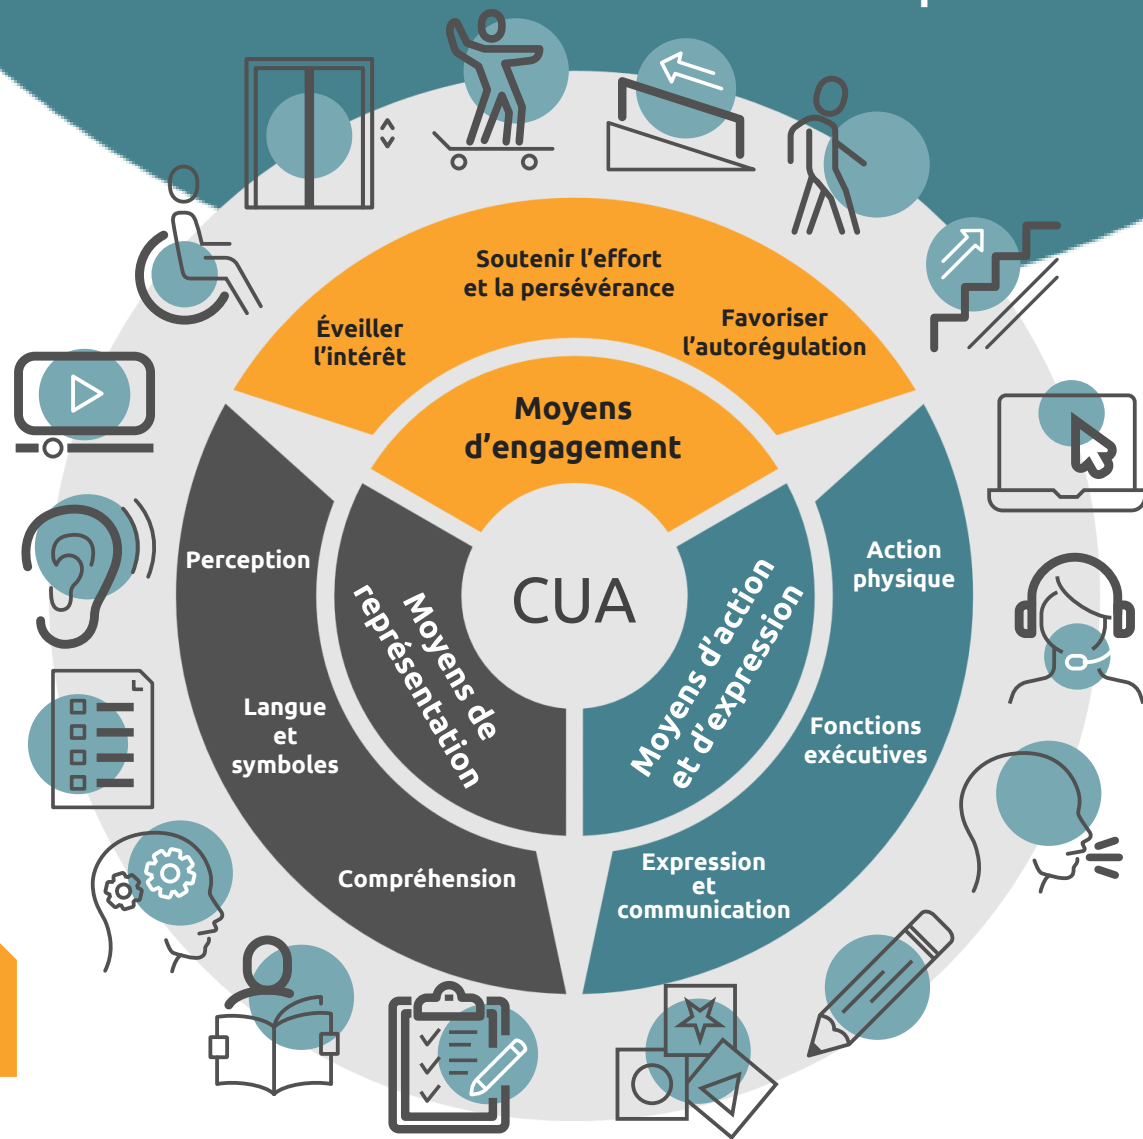 Soutenir l'effort
et la persévérance
Éveiller
l'intérêt
Favoriser
l'autorégulation
Moyens
d'engagement
Perception
Langue
et
symboles
Compréhension
Moyens de
représentation
CUA
Moyens d'action
et d'expression
Action
physique
Fonctions
exécutives
Expression
et
communication